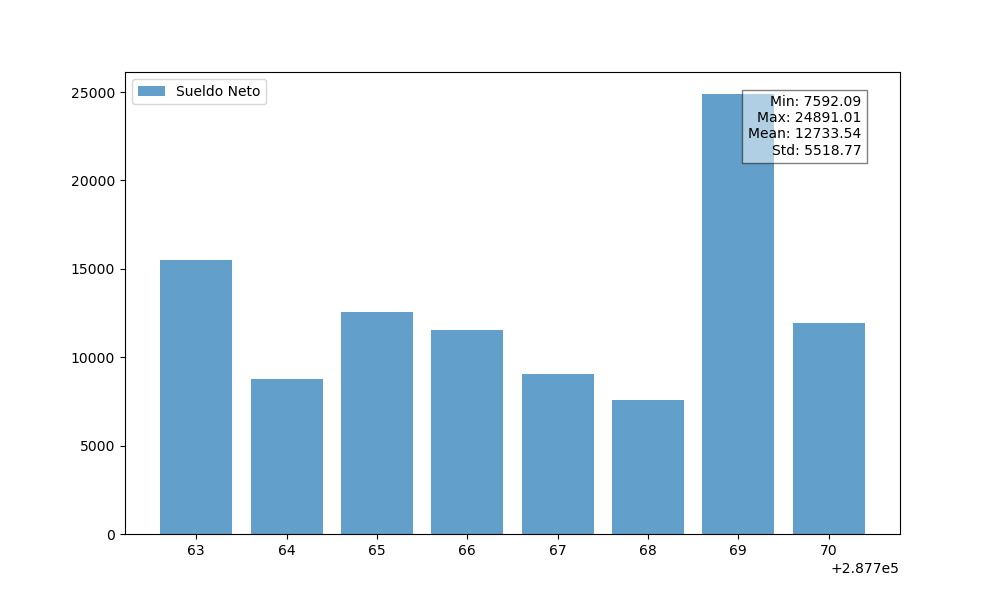 Sueldo Neto
Min: 7592.09
Max: 24891.01
Mean: 12733.54
Std: 5518.77
25000
20000
15000
10000
5000
0
63 64 65 66 67 68 69 70
+2.877e5